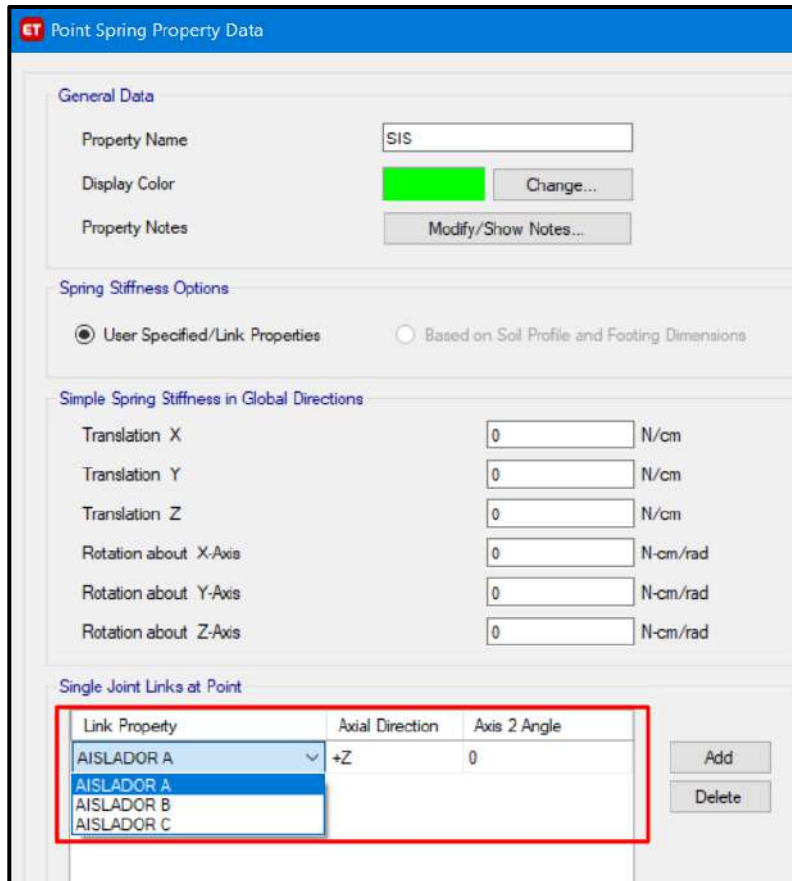 ET Point Spring Property Data
General Data
Property Name SIS
Display Color Change...
Property Notes Modify/Show Notes...
Spring Stiffness Options
User Specified/Link Properties Based on Soil Profile and Footing Dimensions
Simple Spring Stiffness in Global Directions
Translation X 0 N/cm
Translation Y 0 N/cm
Translation Z 0 N/cm
Rotation about X-Axis 0 N-cm/rad
Rotation about Y-Axis 0 N-cm/rad
Rotation about Z-Axis 0 N-cm/rad
Single Joint Links at Point
Link Property Axial Direction Axis 2 Angle
AISLADOR A +Z 0 Add
AISLADOR A
AISLADOR B Delete
AISLADOR C